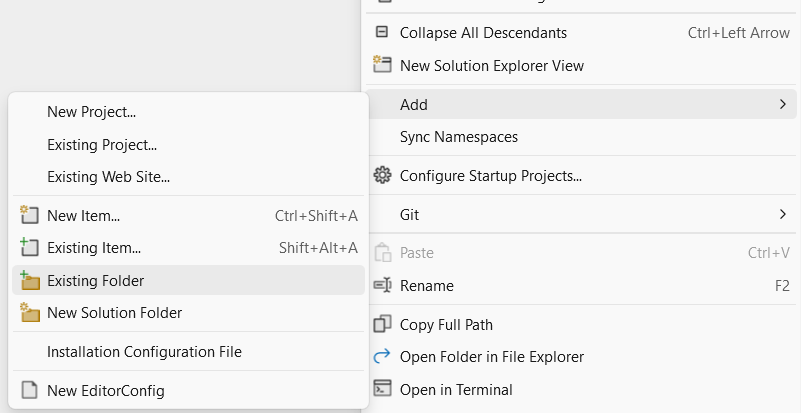 Collapse All Descendants Ctrl+Left Arrow
New Solution Explorer View
Add
Sync Namespaces
Configure Startup Projects...
Git
Paste Ctrl+V
Rename F2
Copy Full Path
Open Folder in File Explorer
Open in Terminal
New Project...
Existing Project...
Existing Web Site...
New Item... Ctrl+Shift+A
Existing Item... Shift+Alt+A
Existing Folder
New Solution Folder
Installation Configuration File
New EditorConfig